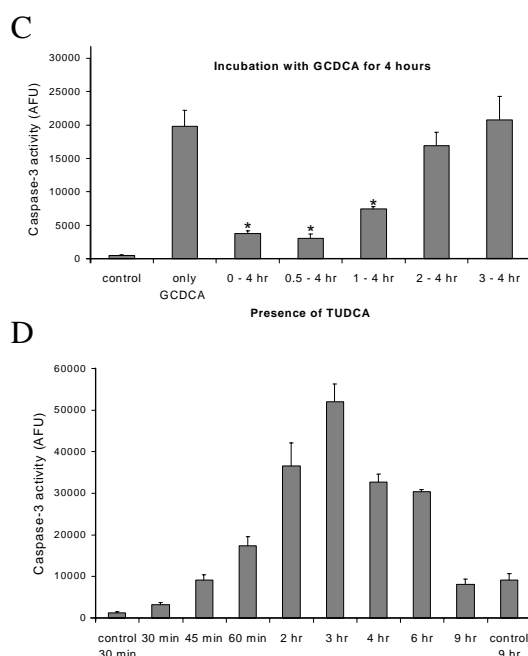 C
Incubation with GCDCA for 4 hours
Caspase-3 activity (AFU)
30000
25000
20000
15000
10000
5000
0
control only GCDCA 0 - 4 hr 0.5 - 4 hr 1 - 4 hr 2 - 4 hr 3 - 4 hr
* * *
Presence of TUDCA
D
Caspase-3 activity (AFU)
60000
50000
40000
30000
20000
10000
0
control 30 min 30 min 45 min 60 min 2 hr 3 hr 4 hr 6 hr 9 hr control 9 hr